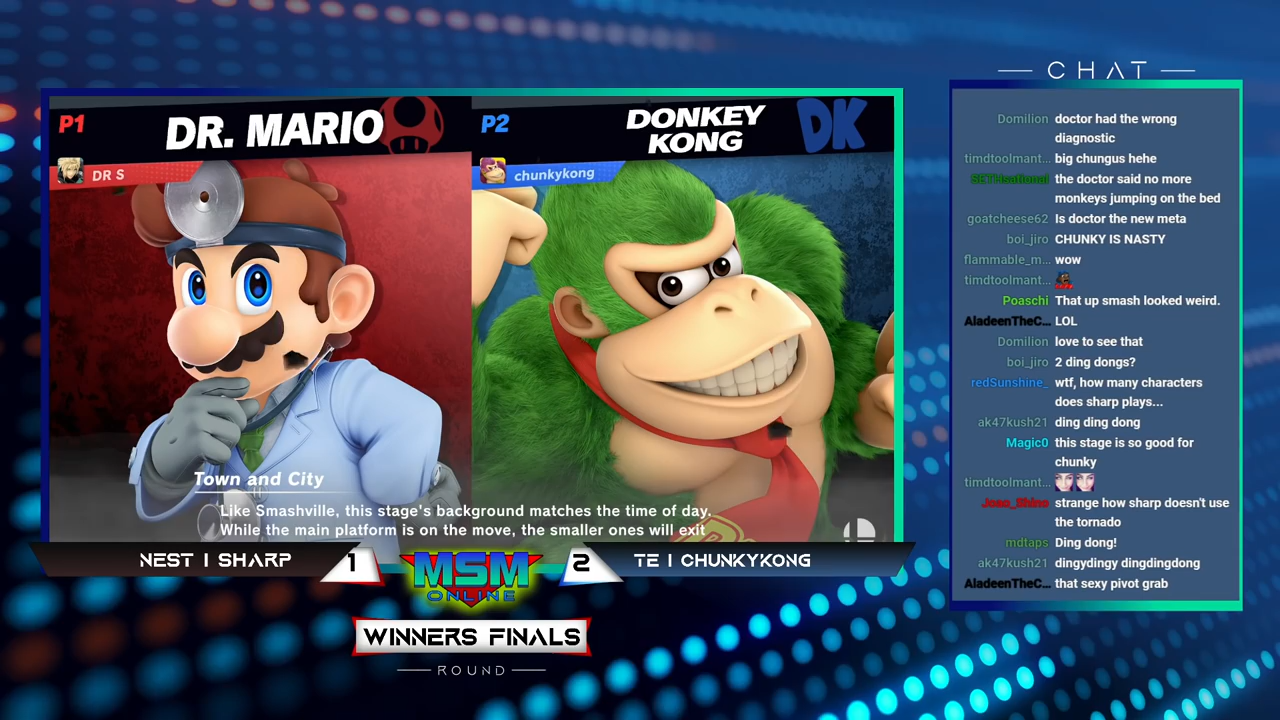 CHAT
P1
DR. MARIO
DR S
P2
DONKEY
KONG
DK
chunkykong
Town and City
Like Smashville, this stage's background matches the time of day.
While the main platform is on the move, the smaller ones will exit
NEST I SHARP
1
MSM
ONLINE
2
TE I CHUNKYKONG
WINNERS FINALS
ROUND
Domilion doctor had the wrong
diagnostic
timdtoolmant... big chungus hehe
SETHsational the doctor said no more
monkeys jumping on the bed
goatcheese62 Is doctor the new meta
boi_jiro CHUNKY IS NASTY
flammable_m... wow
timdtoolmant...
Poaschi That up smash looked weird.
AladeenTheC... LOL
Domilion love to see that
boi_jiro 2 ding dongs?
redSunshine_ wtf, how many characters
does sharp plays...
ak47kush21 ding ding dong
Magic0 this stage is so good for
chunky
timdtoolmant...
Joao_Shino strange how sharp doesn't use
the tornado
mdtaps Ding dong!
ak47kush21 dingydingy dingdingdong
AladeenTheC... that sexy pivot grab